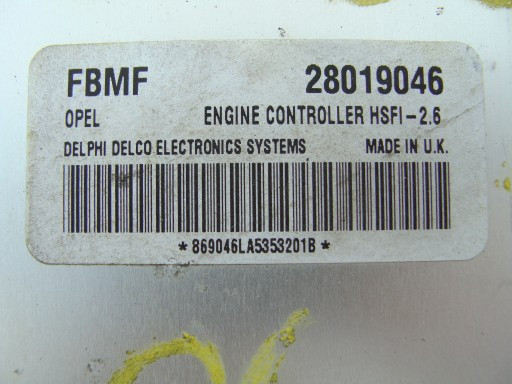 FBMF 28019046
OPEL ENGINE CONTROLLER HSFI-2.6
DELPHI DELCO ELECTRONICS SYSTEMS MADE IN U.K.
*869046LA5353201B*